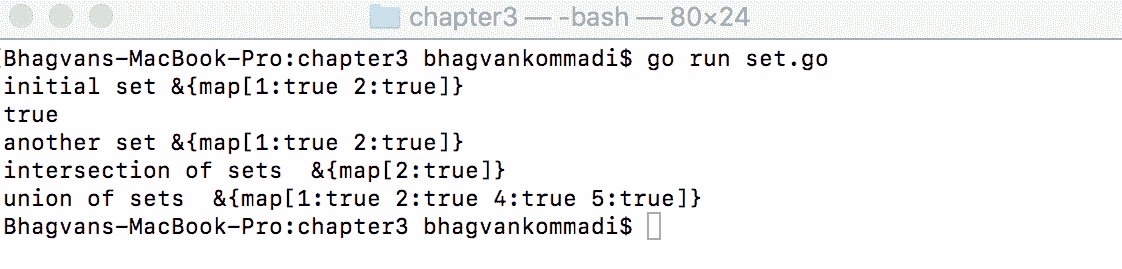 chapter3 — -bash — 80×24
Bhagvans-MacBook-Pro:chapter3 bhagvankommadi$ go run set.go
initial set &{map[1:true 2:true]}
true
another set &{map[1:true 2:true]}
intersection of sets  &{map[2:true]}
union of sets  &{map[1:true 2:true 4:true 5:true]}
Bhagvans-MacBook-Pro:chapter3 bhagvankommadi$